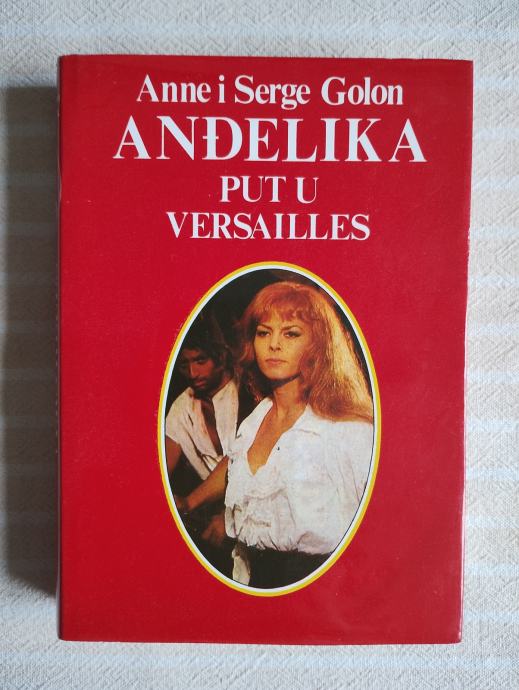 Anne i Serge Golon
ANĐELIKA
PUT U
VERSAILLES